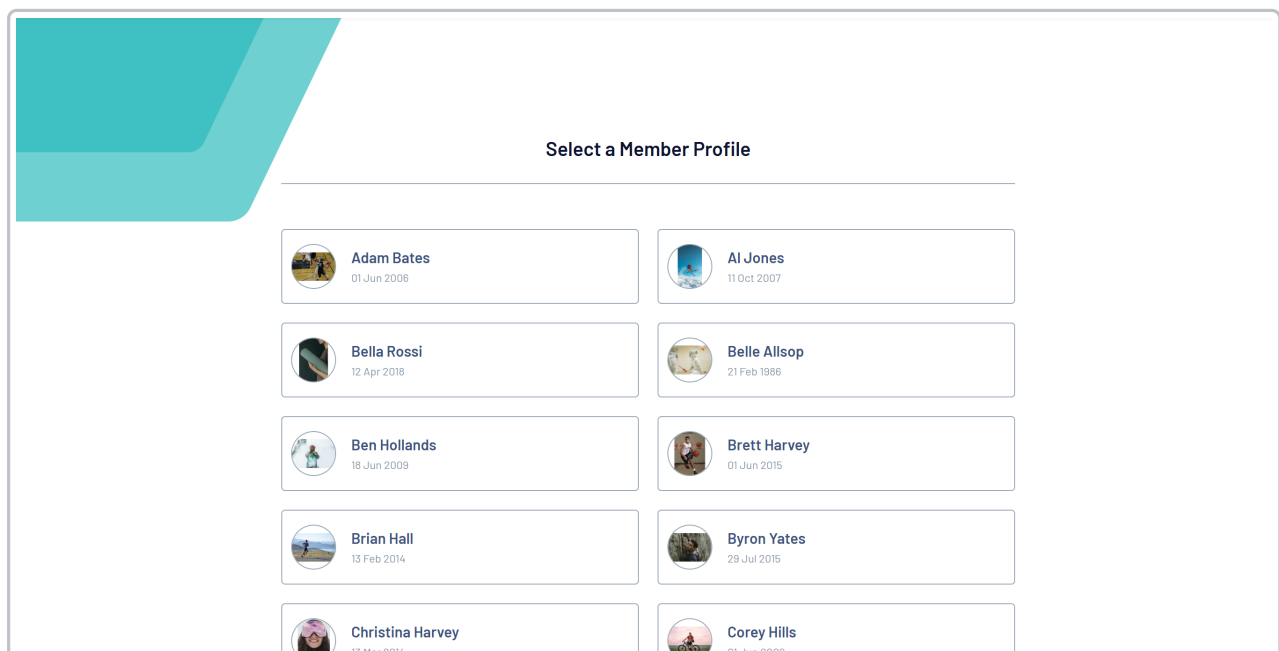 Select a Member Profile
Adam Bates
01 Jun 2006
Al Jones
11 Oct 2007
Bella Rossi
12 Apr 2018
Belle Allsop
21 Feb 1986
Ben Hollands
18 Jun 2009
Brett Harvey
01 Jun 2015
Brian Hall
13 Feb 2014
Byron Yates
29 Jul 2015
Christina Harvey
Corey Hills